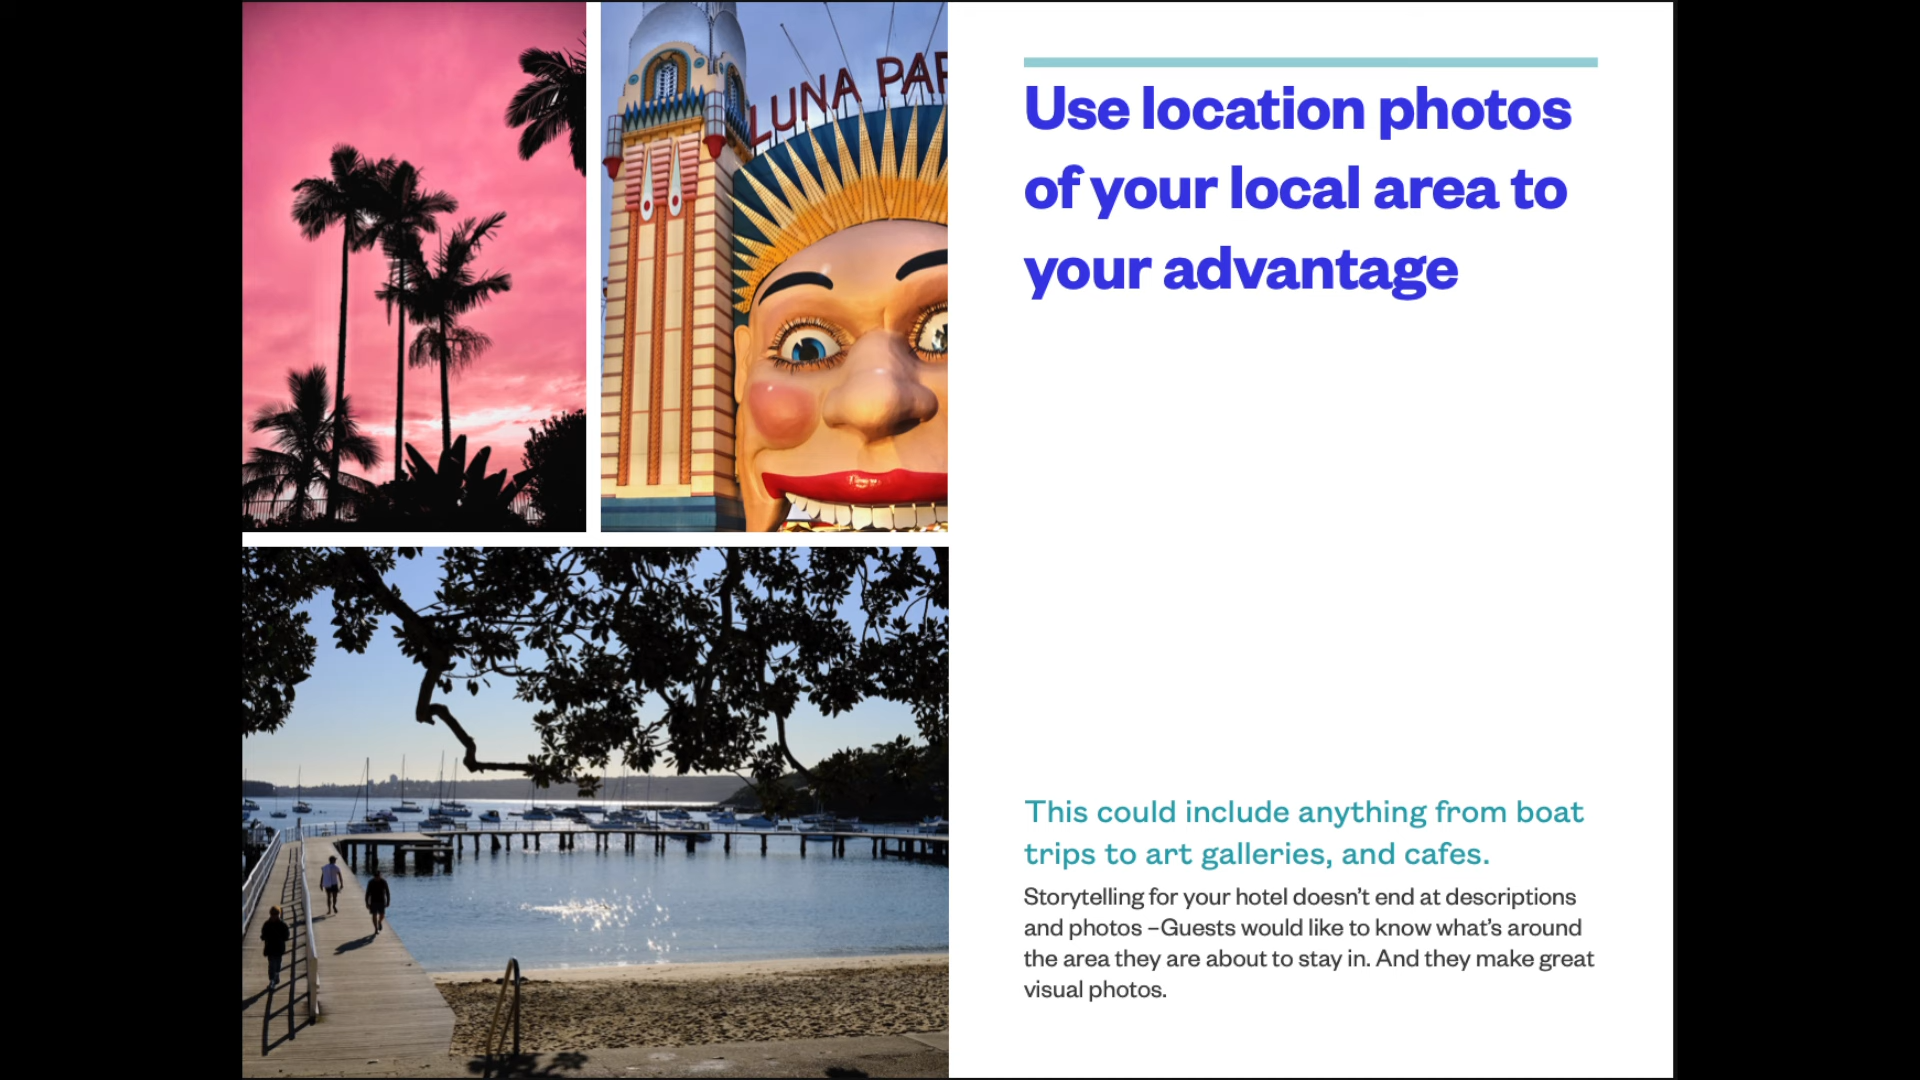 LUNA PAR
Use location photos
of your local area to
your advantage
This could include anything from boat
trips to art galleries, and cafes.
Storytelling for your hotel doesn’t end at descriptions
and photos –Guests would like to know what’s around
the area they are about to stay in. And they make great
visual photos.